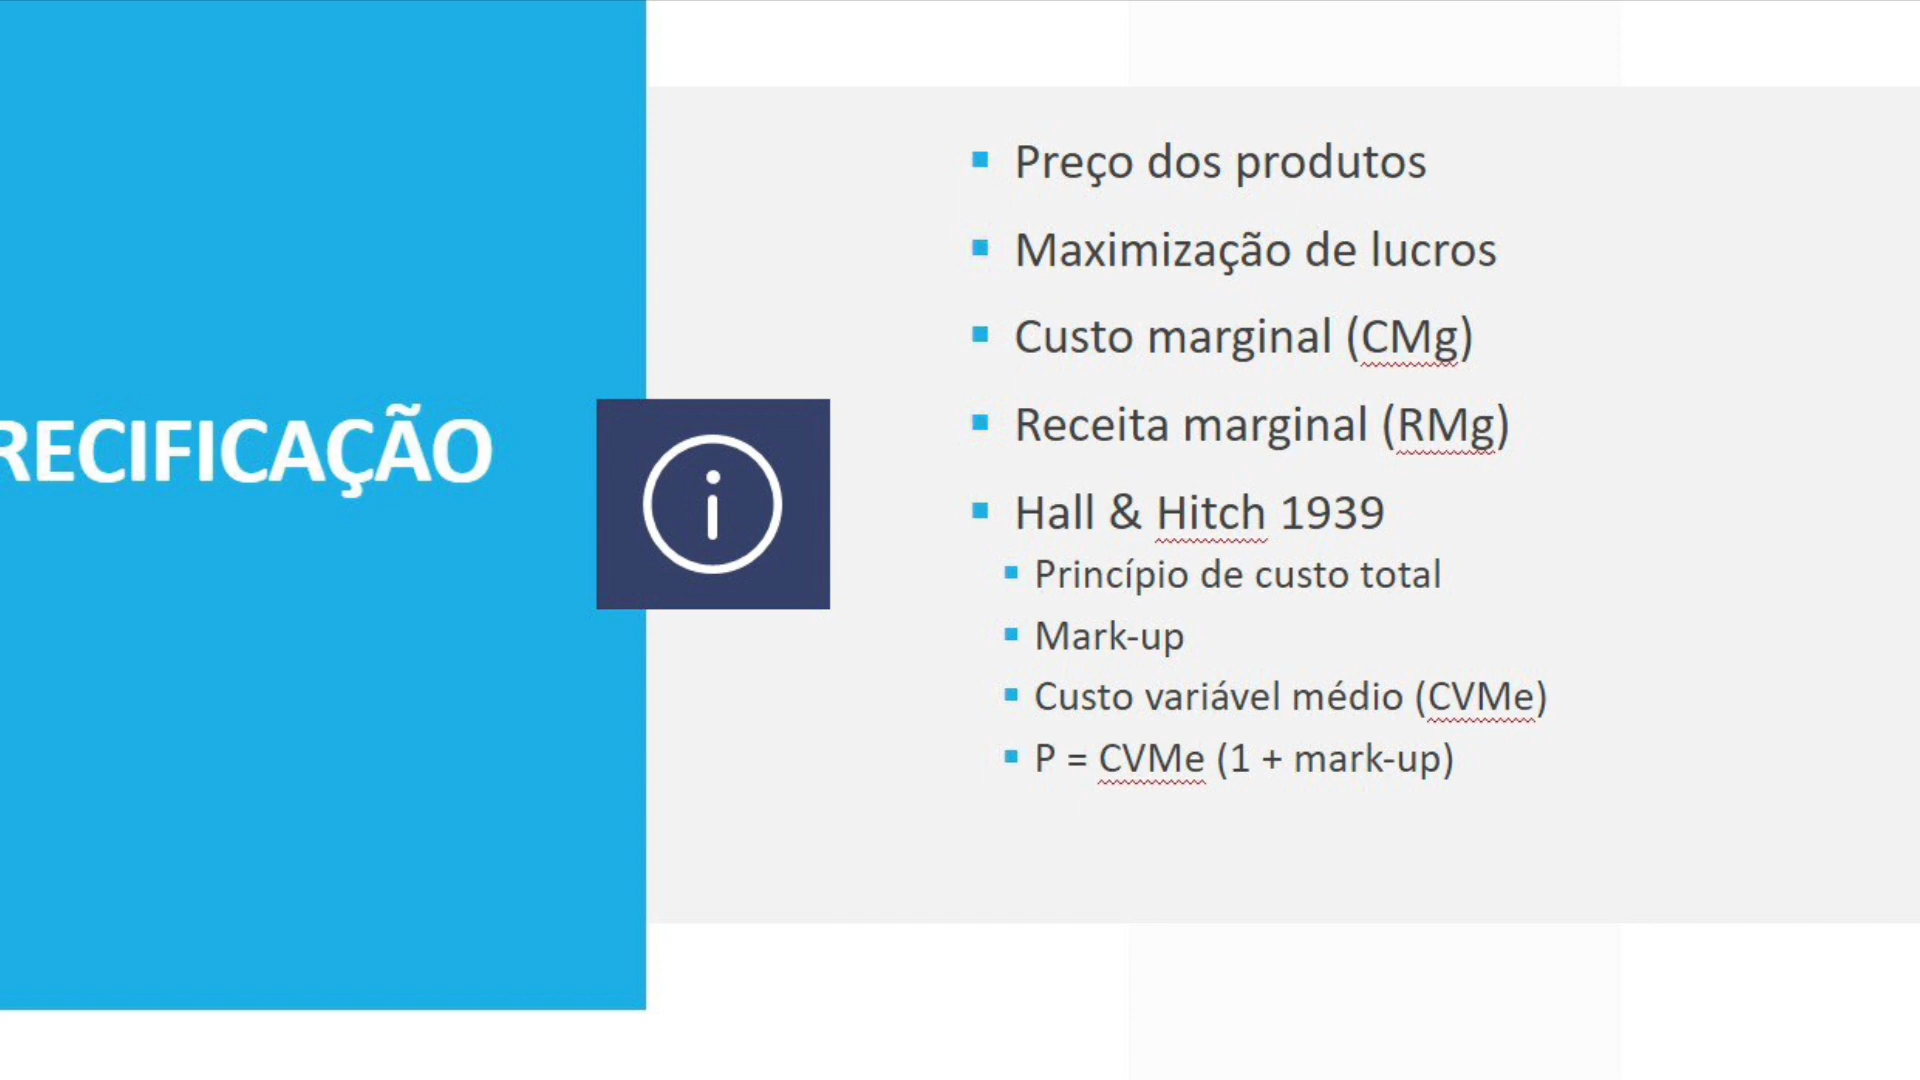 RECIFICAÇÃO
Preço dos produtos
Maximização de lucros
Custo marginal (CMg)
Receita marginal (RMg)
Hall & Hitch 1939
Princípio de custo total
Mark-up
Custo variável médio (CVMe)
P = CVMe (1 + mark-up)